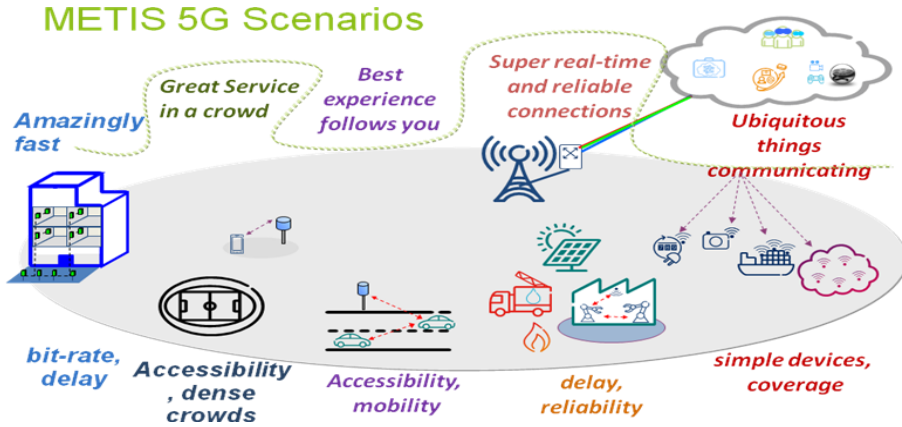 METIS 5G Scenarios
Amazingly
fast
Great Service
in a crowd
Best
experience
follows you
Super real-time
and reliable
connections
Ubiquitous
things
communicating
bit-rate,
delay
Accessibility
, dense
crowds
Accessibility,
mobility
delay,
reliability
simple devices,
coverage